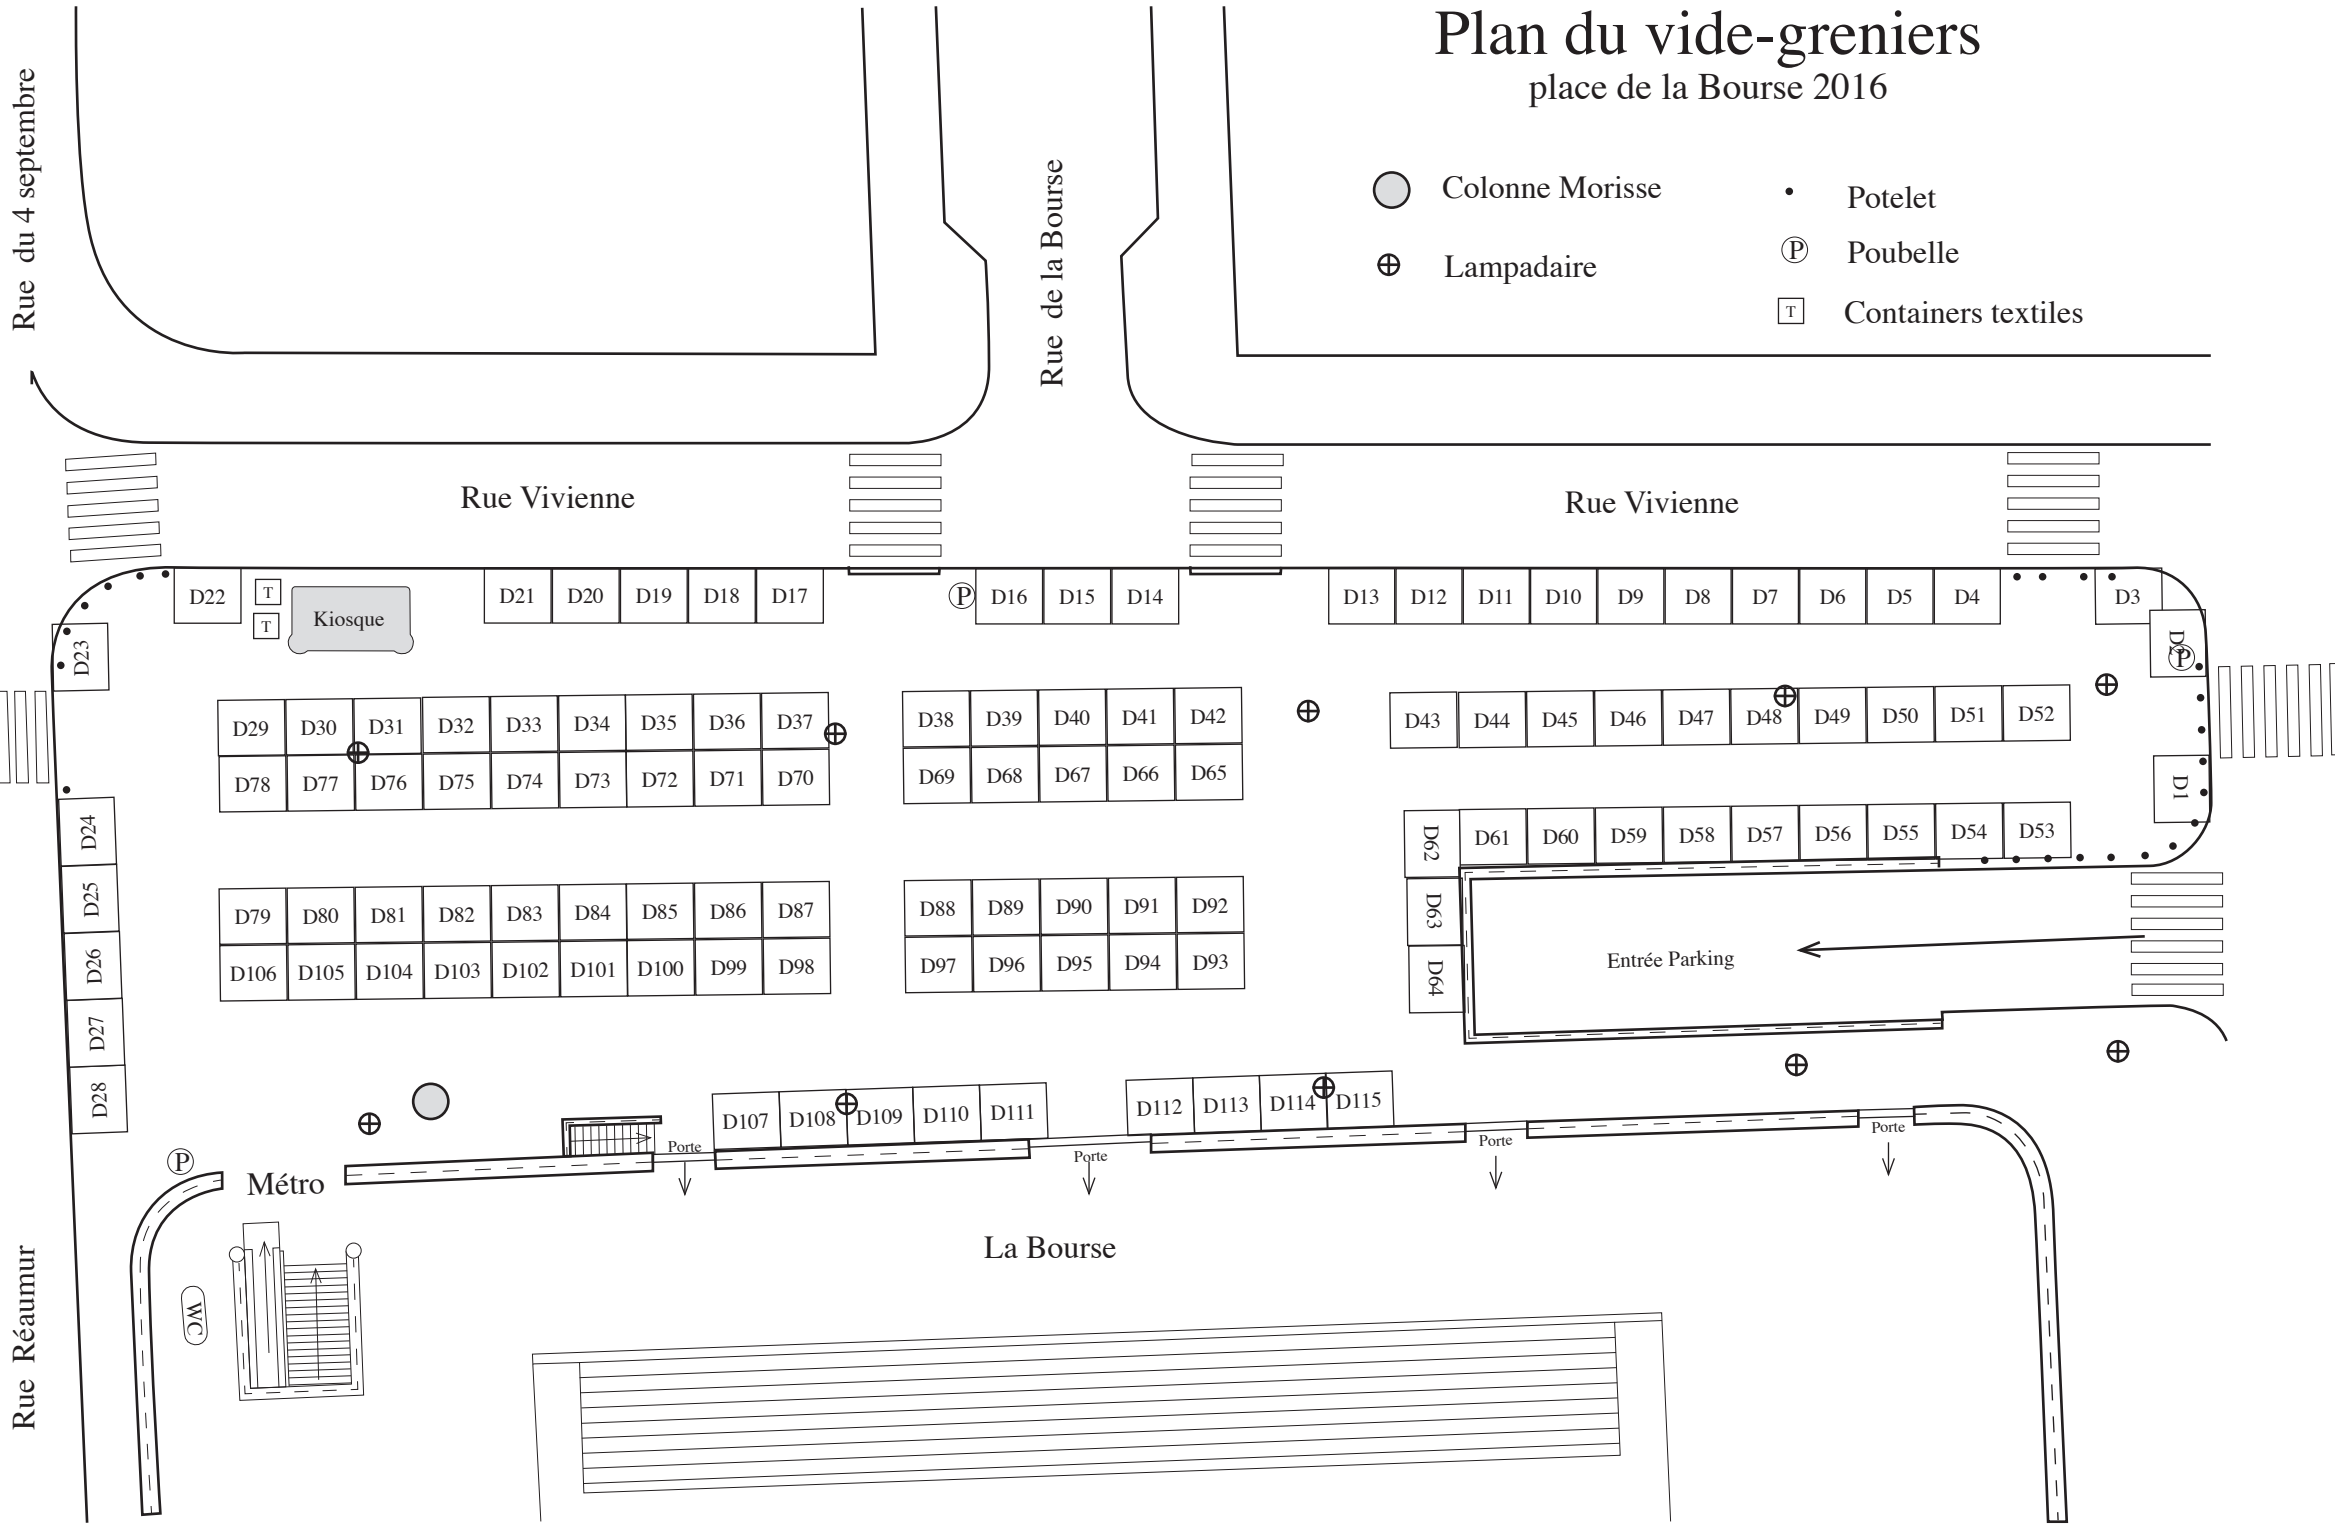 Plan du vide-greniers
place de la Bourse 2016
Colonne Morisse
Potelet
Lampadaire
P Poubelle
T Containers textiles
Rue du 4 septembre
Rue de la Bourse
Rue Vivienne
Rue Vivienne
D22
T
T
Kiosque
D21 D20 D19 D18 D17
P
D16 D15 D14
D13 D12 D11 D10 D9 D8 D7 D6 D5 D4
D3
D2
P
D1
D23
D24
D25
D26
D27
D28
D29 D30 D31 D32 D33 D34 D35 D36 D37
D38 D39 D40 D41 D42
D43 D44 D45 D46 D47 D48 D49 D50 D51 D52
D78 D77 D76 D75 D74 D73 D72 D71 D70
D69 D68 D67 D66 D65
D62
D63
D64
D61 D60 D59 D58 D57 D56 D55 D54 D53
D79 D80 D81 D82 D83 D84 D85 D86 D87
D88 D89 D90 D91 D92
D106 D105 D104 D103 D102 D101 D100 D99 D98
D97 D96 D95 D94 D93
Entrée Parking
D107 D108 D109 D110 D111
D112 D113 D114 D115
Porte
Porte
Porte
Porte
P
Métro
La Bourse
WC
Rue Réaumur